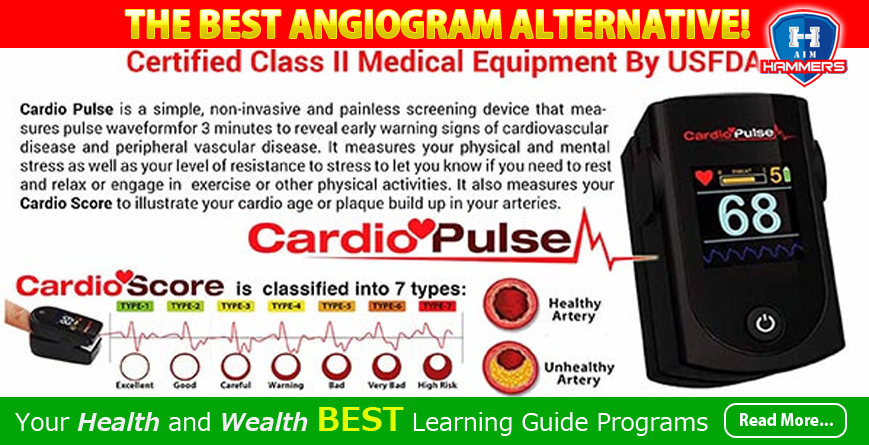 THE BEST ANGIOGRAM ALTERNATIVE!
H
AIM
HAMMERS
Certified Class II Medical Equipment By USFDA
Cardio Pulse is a simple, non-invasive and painless screening device that mea-
sures pulse waveformfor 3 minutes to reveal early warning signs of cardiovascular
disease and peripheral vascular disease. It measures your physical and mental
stress as well as your level of resistance to stress to let you know if you need to rest
and relax or engage in exercise or other physical activities. It also measures your
Cardio Score to illustrate your cardio age or plaque build up in your arteries.
CardioPulse
CardioPulse
5
68
CardioScore is classified into 7 types:
TYPE-1 TYPE-2 TYPE-3 TYPE-4 TYPE-5 TYPE-6 TYPE-7
Excellent Good Careful Warning Bad Very Bad High Risk
Healthy
Artery
Unhealthy
Artery
Your Health and Wealth BEST Learning Guide Programs
Read More...